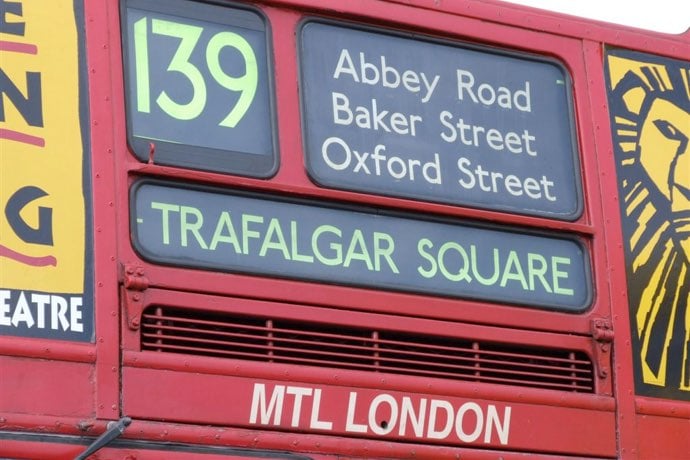 E
N
G
EATRE
139
Abbey Road
Baker Street
Oxford Street
TRAFALGAR SQUARE
MTL LONDON